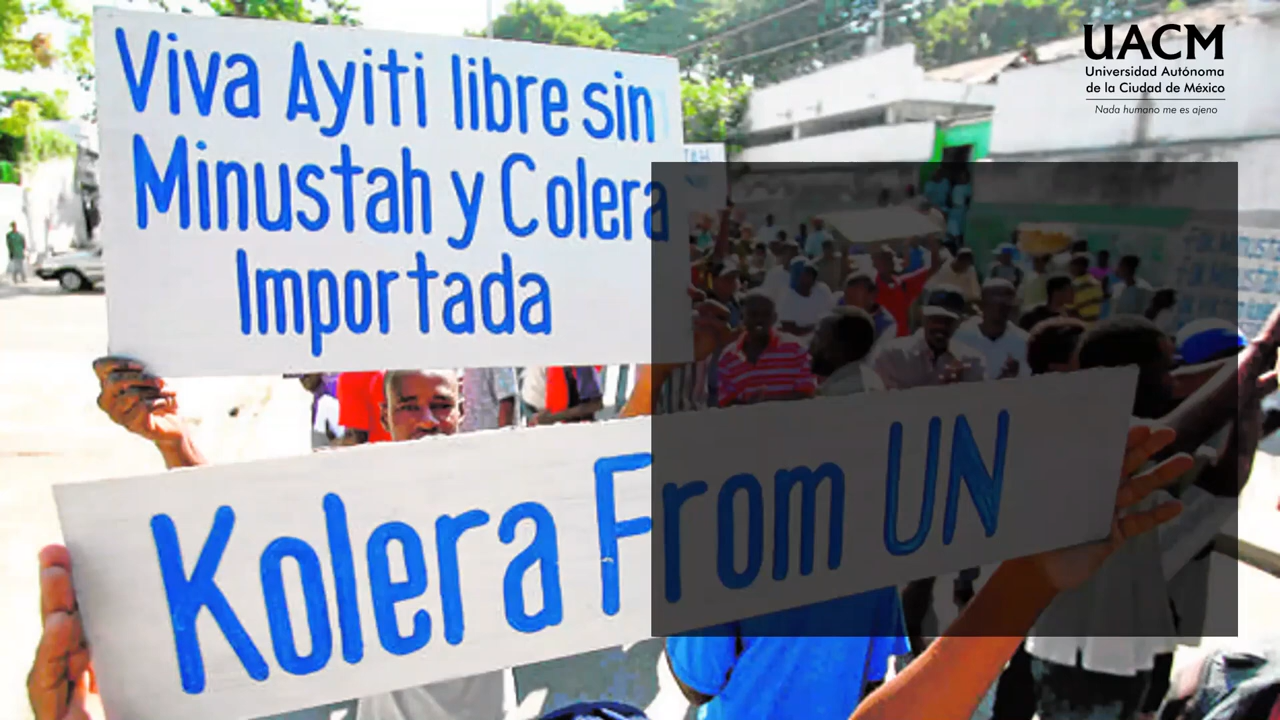 Viva Ayiti libre sin
Minustah y Colera
Importada
Kolera From UN
UACM
Universidad Autónoma
de la Ciudad de México
Nada humano me es ajeno